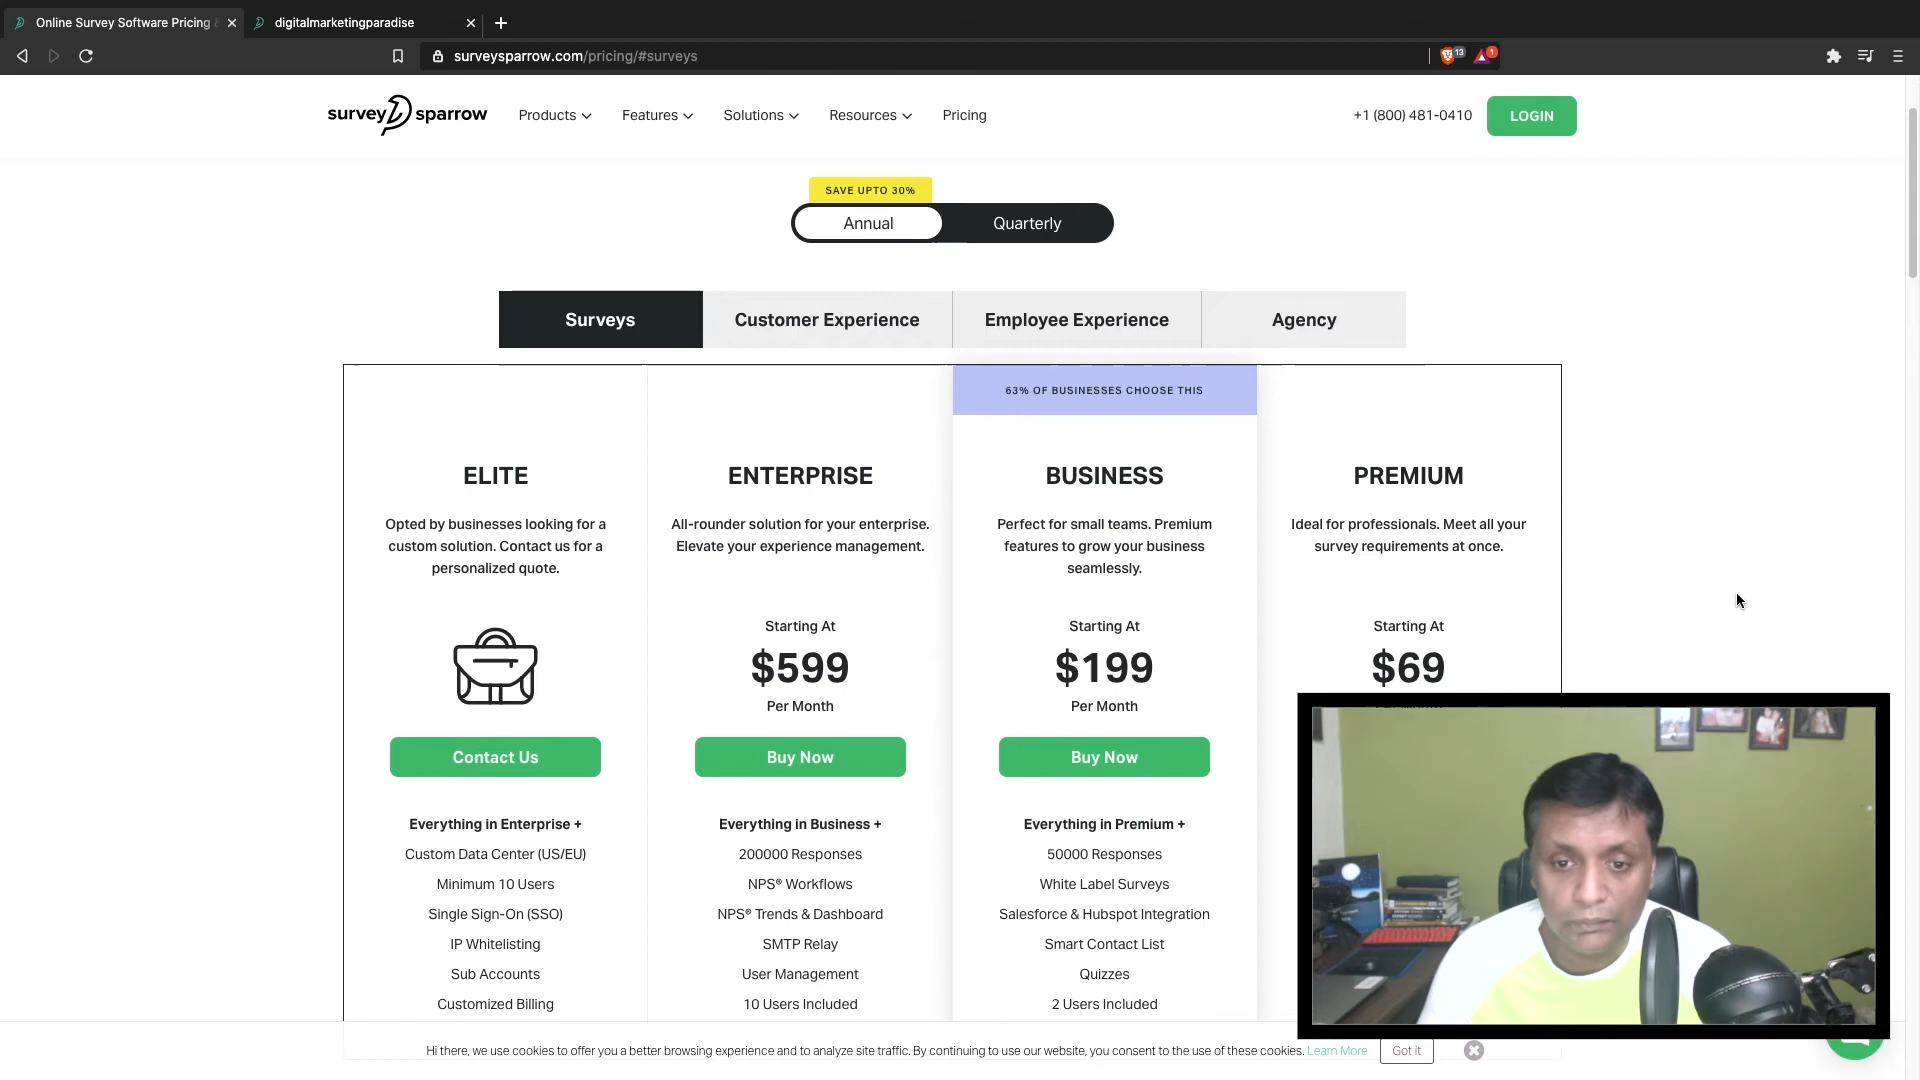 Online Survey Software Pricing
digitalmarketingparadise
surveysparrow.com/pricing/#surveys
13
1
survey sparrow
Products
Features
Solutions
Resources
Pricing
+1 (800) 481-0410
LOGIN
SAVE UPTO 30%
Annual
Quarterly
Surveys
Customer Experience
Employee Experience
Agency
63% OF BUSINESSES CHOOSE THIS
ELITE
Opted by businesses looking for a
custom solution. Contact us for a
personalized quote.
Contact Us
Everything in Enterprise +
Custom Data Center (US/EU)
Minimum 10 Users
Single Sign-On (SSO)
IP Whitelisting
Sub Accounts
Customized Billing
ENTERPRISE
All-rounder solution for your enterprise.
Elevate your experience management.
Starting At
$599
Per Month
Buy Now
Everything in Business +
200000 Responses
NPS® Workflows
NPS® Trends & Dashboard
SMTP Relay
User Management
10 Users Included
BUSINESS
Perfect for small teams. Premium
features to grow your business
seamlessly.
Starting At
$199
Per Month
Buy Now
Everything in Premium +
50000 Responses
White Label Surveys
Salesforce & Hubspot Integration
Smart Contact List
Quizzes
2 Users Included
PREMIUM
Ideal for professionals. Meet all your
survey requirements at once.
Starting At
$69
Hi there, we use cookies to offer you a better browsing experience and to analyze site traffic. By continuing to use our website, you consent to the use of these cookies. Learn More
Got it